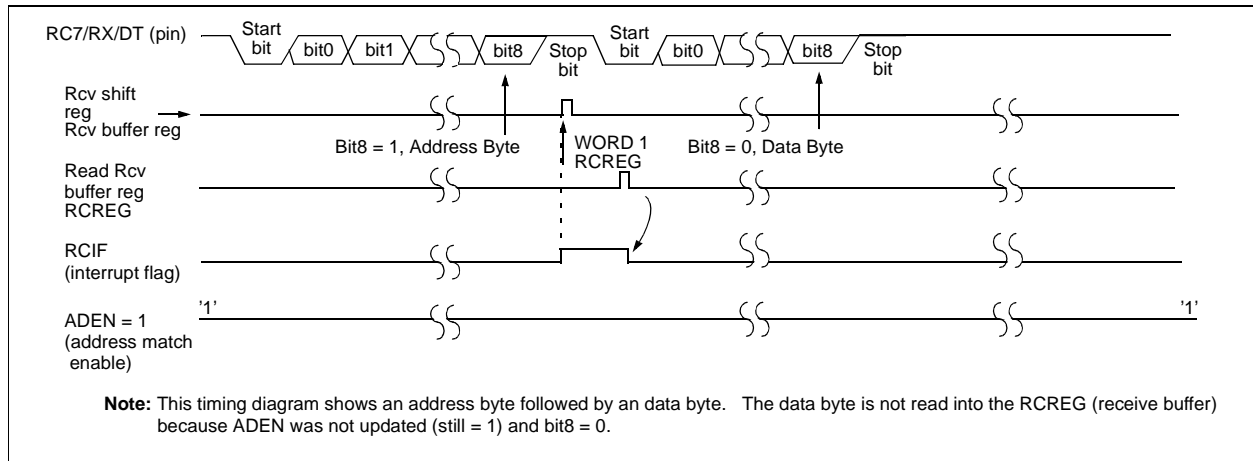 RC7/RX/DT (pin)
Start
bit
bit0
bit1
bit8
Stop
bit
Start
bit
bit0
bit8
Stop
bit
Rcv shift
reg
Rcv buffer reg
Bit8 = 1, Address Byte
WORD 1
RCREG
Bit8 = 0, Data Byte
Read Rcv
buffer reg
RCREG
RCIF
(interrupt flag)
ADEN = 1
(address match
enable)
'1'
'1'
Note: This timing diagram shows an address byte followed by an data byte. The data byte is not read into the RCREG (receive buffer)
because ADEN was not updated (still = 1) and bit8 = 0.